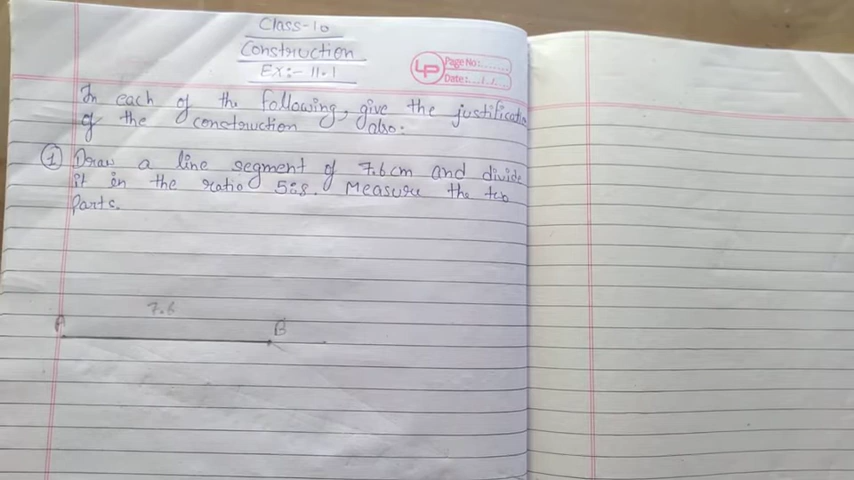 Class-10
Construction
Ex:- 11.1
LP
Page No:.......
Date:.../.../...
In each of the following, give the justificatio
of the construction also:
① Draw a line segment of 7.6 cm and divide
it in the ratio 5:8. Measure the two
Parts.
7.6
A B